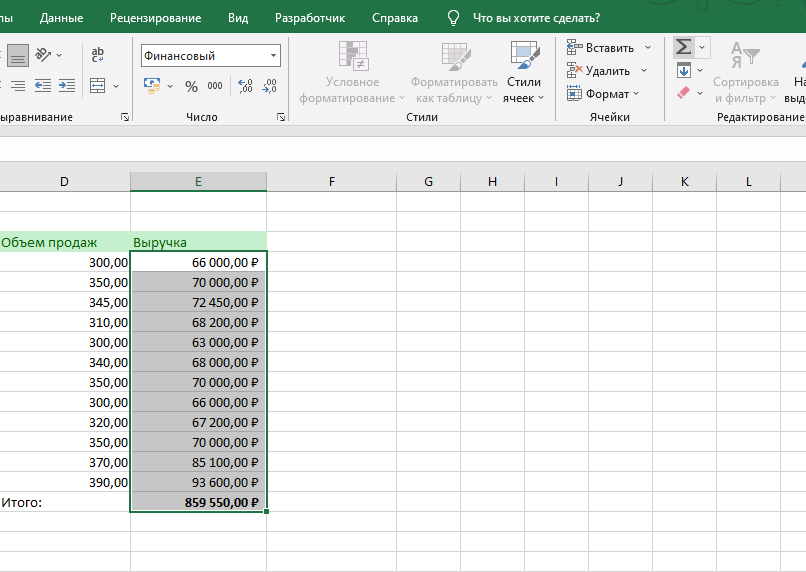 лы Данные Рецензирование Вид Разработчик Справка Что вы хотите сделать?
ab
c
Финансовый
% 000 ,00 ,00
Условное форматирование
Форматировать как таблицу
Стили ячеек
Вставить
Удалить
Формат
Σ
А
Я
Сортировка и фильтр
На
выд
ыравнивание Число Стили Ячейки Редактирование
D E F G H I J K L
Объем продаж Выручка
300,00 66 000,00 ₽
350,00 70 000,00 ₽
345,00 72 450,00 ₽
310,00 68 200,00 ₽
300,00 63 000,00 ₽
340,00 68 000,00 ₽
350,00 70 000,00 ₽
300,00 66 000,00 ₽
320,00 67 200,00 ₽
350,00 70 000,00 ₽
370,00 85 100,00 ₽
390,00 93 600,00 ₽
Итого: 859 550,00 ₽